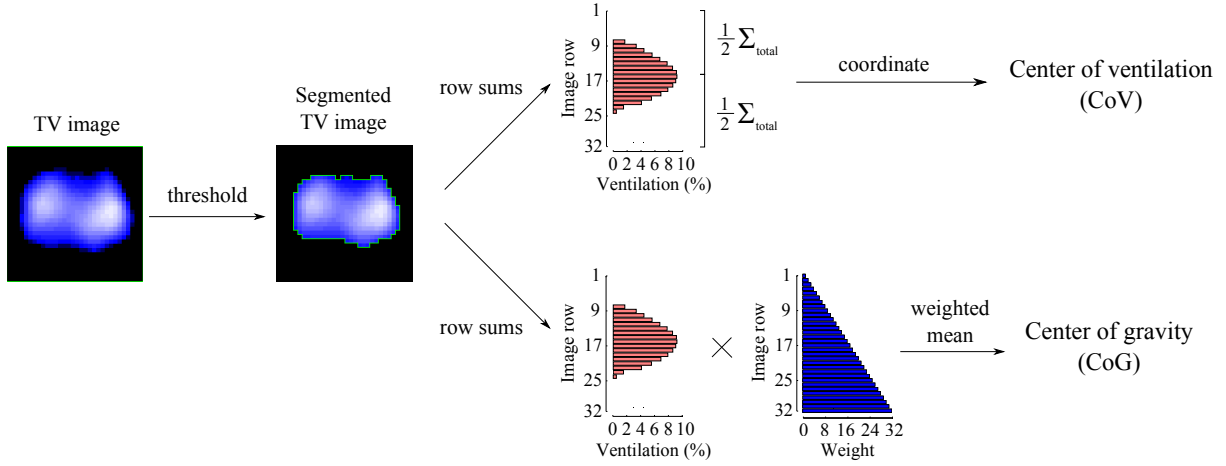 TV image
threshold
Segmented
TV image
row sums
row sums
Image row
1
9
17
25
32
0 2 4 6 8 10
Ventilation (%)
1/2 Σtotal
1/2 Σtotal
coordinate
Center of ventilation
(CoV)
Image row
1
9
17
25
32
0 2 4 6 8 10
Ventilation (%)
×
Image row
1
9
17
25
32
0 8 16 24 32
Weight
weighted
mean
Center of gravity
(CoG)